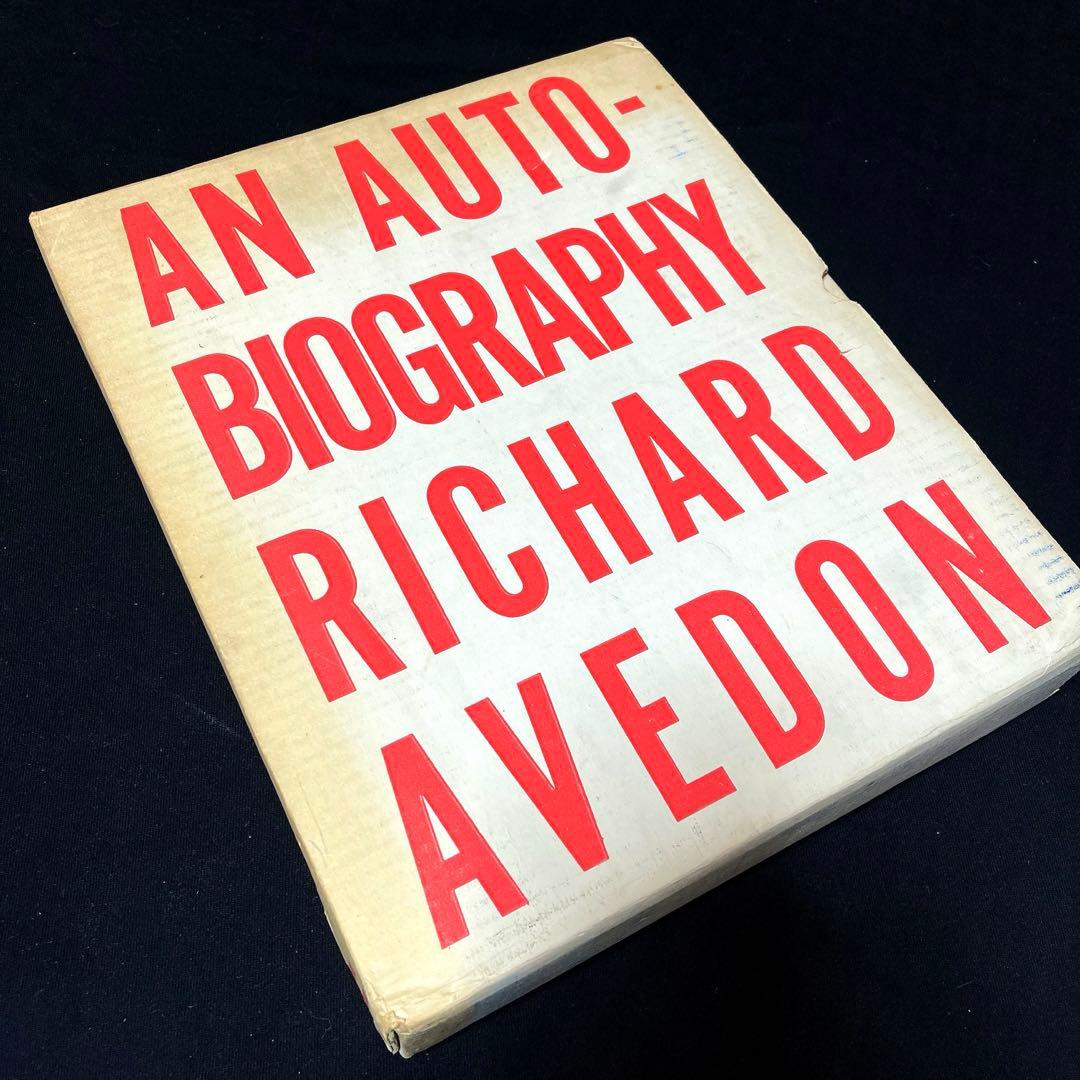 AN AUTO-
BIOGRAPHY
RICHARD
AVEDON